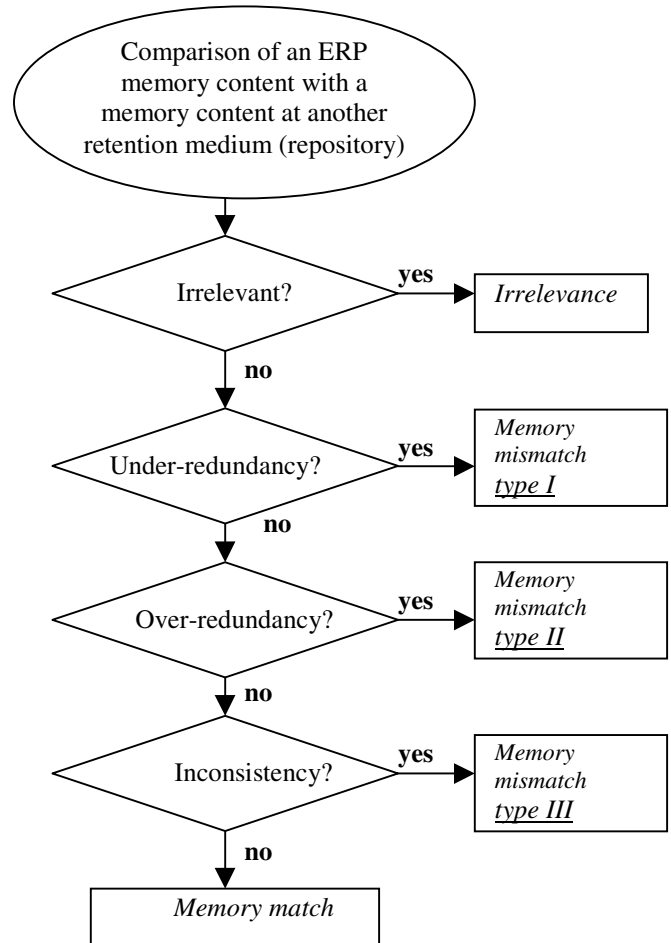 Comparison of an ERP
memory content with a
memory content at another
retention medium (repository)
Irrelevant?
yes
Irrelevance
no
Under-redundancy?
yes
Memory
mismatch
type I
no
Over-redundancy?
yes
Memory
mismatch
type II
no
Inconsistency?
yes
Memory
mismatch
type III
no
Memory match